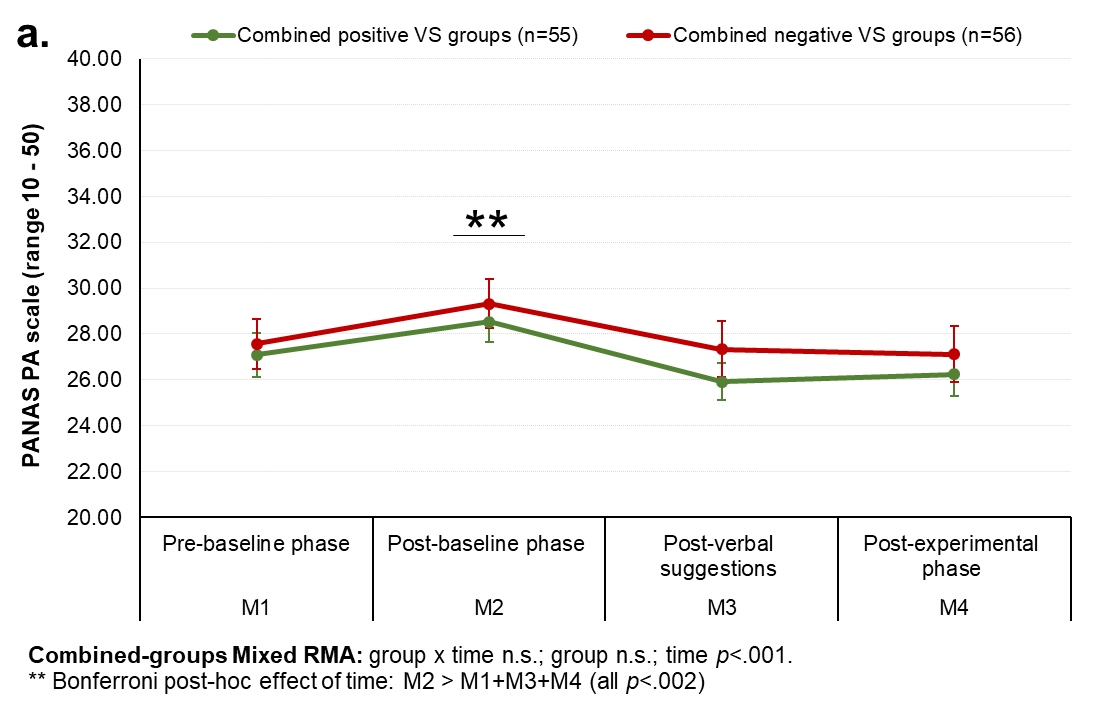 a.
Combined positive VS groups (n=55)
Combined negative VS groups (n=56)
PANAS PA scale (range 10 - 50)
40.00
38.00
36.00
34.00
32.00
30.00
28.00
26.00
24.00
22.00
20.00
**
Pre-baseline phase
Post-baseline phase
Post-verbal
suggestions
Post-experimental
phase
M1
M2
M3
M4
Combined-groups Mixed RMA: group x time n.s.; group n.s.; time p<.001.
** Bonferroni post-hoc effect of time: M2 > M1+M3+M4 (all p<.002)